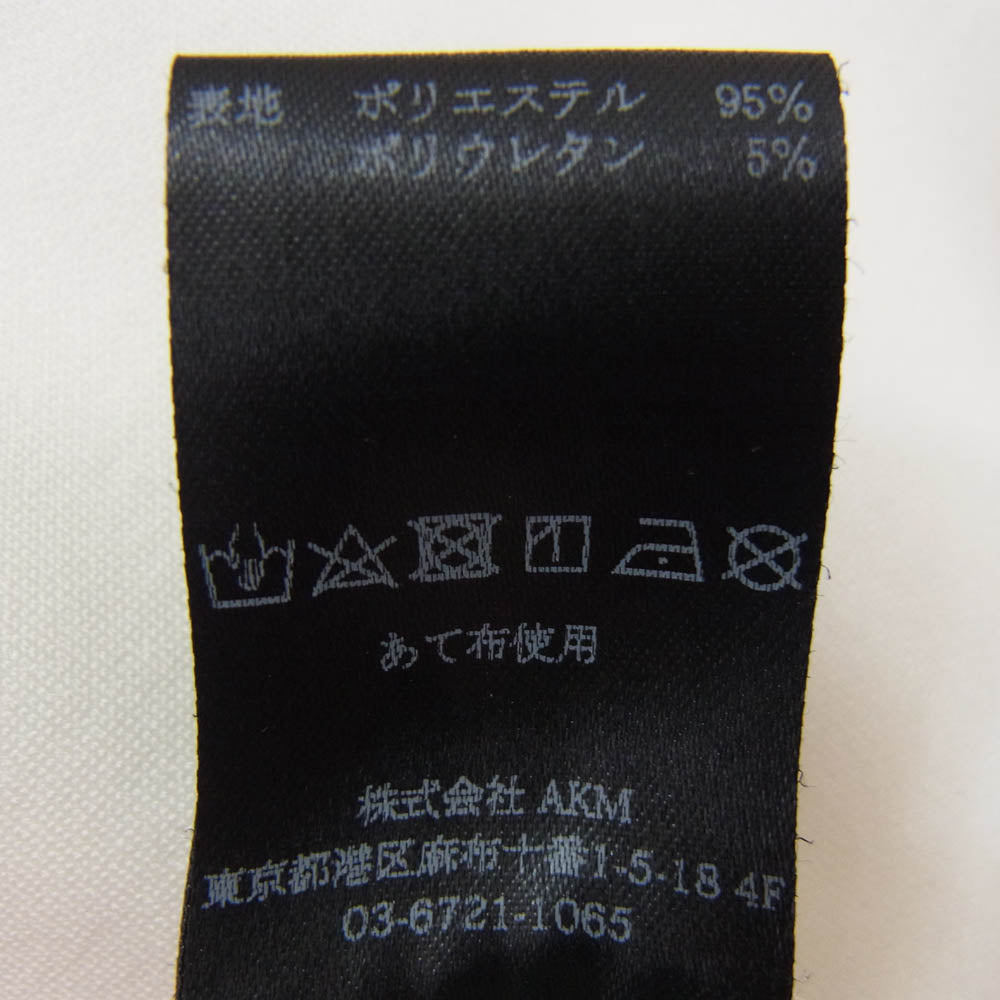 表地 ポリエステル 95%
ポリウレタン 5%
あて布使用
株式会社 AKM
東京都港区麻布十番1-5-18 4F
03-6721-1065